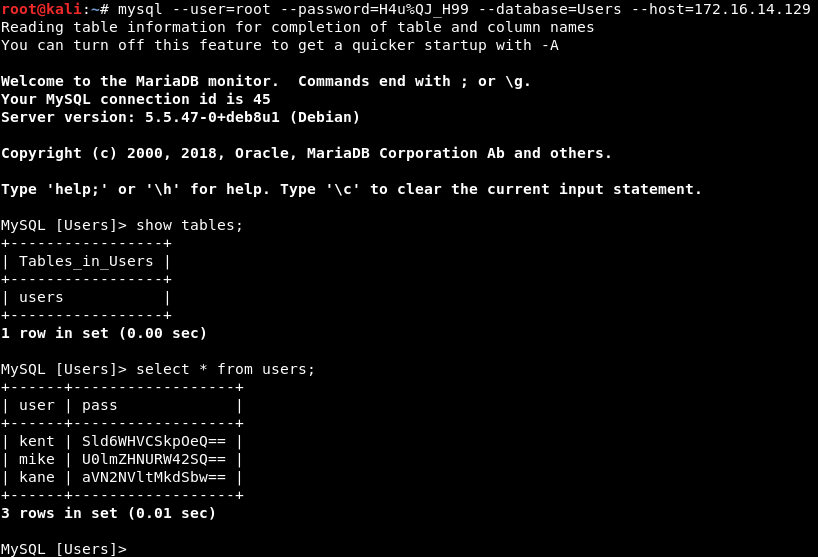 root@kali:~# mysql --user=root --password=H4u%QJ_H99 --database=Users --host=172.16.14.129
Reading table information for completion of table and column names
You can turn off this feature to get a quicker startup with -A
Welcome to the MariaDB monitor.  Commands end with ; or \g.
Your MySQL connection id is 45
Server version: 5.5.47-0+deb8u1 (Debian)
Copyright (c) 2000, 2018, Oracle, MariaDB Corporation Ab and others.
Type 'help;' or '\h' for help. Type '\c' to clear the current input statement.
MySQL [Users]> show tables;
+-----------------+
| Tables_in_Users |
+-----------------+
| users           |
+-----------------+
1 row in set (0.00 sec)
MySQL [Users]> select * from users;
+------+------------------+
| user | pass             |
+------+------------------+
| kent | Sld6WHVCSkpOeQ== |
| mike | U0lmZHNURW42SQ== |
| kane | aVN2NVltMkdSbw== |
+------+------------------+
3 rows in set (0.01 sec)
MySQL [Users]>